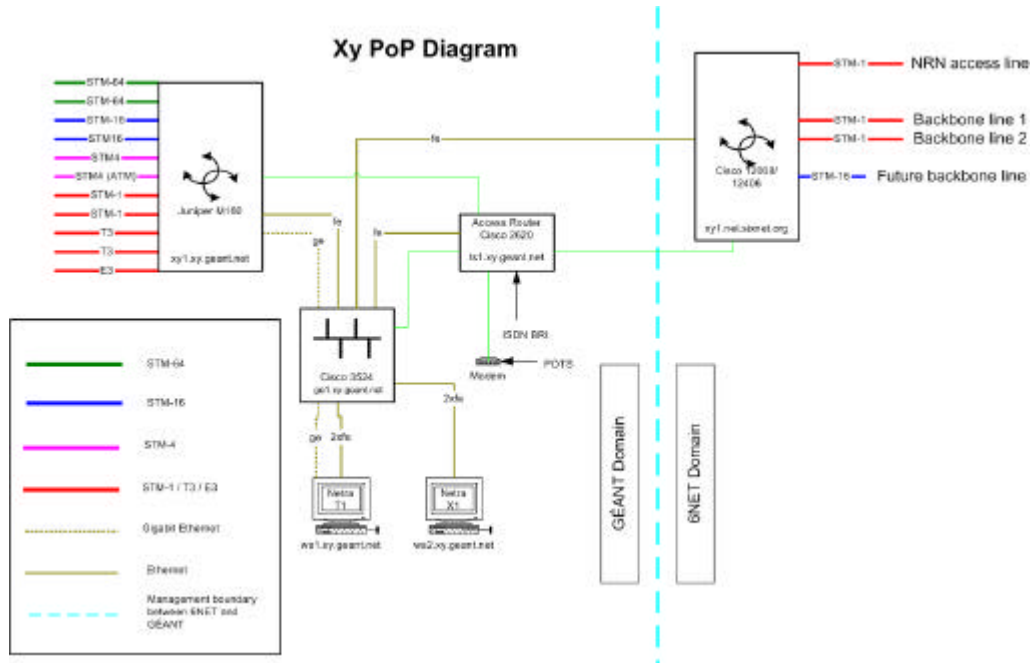 Xy PoP Diagram
STM-64
STM-64
STM-16
STM16
STM4
STM4 (ATM)
STM-1
STM-1
T3
T3
E3
Juniper M160
xy1.xy.geant.net
fe
ge
fe
fe
Access Router
Cisco 2620
ts1.xy.geant.net
ISDN BRI
POTS
Modem
Cisco 3524
go1.xy.geant.net
ge
2xfe
2xfe
Netra
T1
ws1.xy.geant.net
Netra
X1
ws2.xy.geant.net
Cisco 12008/
12406
xy1.net.sixnet.org
STM-1
NRN access line
STM-1
Backbone line 1
STM-1
Backbone line 2
STM-16
Future backbone line
GÉANT Domain
6NET Domain
STM-64
STM-16
STM-4
STM-1 / T3 / E3
Gigabit Ethernet
Ethernet
Management boundary
between 6NET and
GÉANT